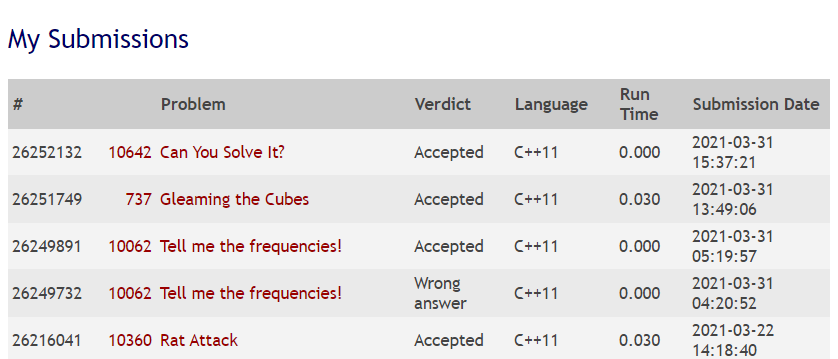 My Submissions
# Problem Verdict Language Run Time Submission Date
26252132 10642 Can You Solve It? Accepted C++11 0.000 2021-03-31 15:37:21
26251749 737 Gleaming the Cubes Accepted C++11 0.030 2021-03-31 13:49:06
26249891 10062 Tell me the frequencies! Accepted C++11 0.000 2021-03-31 05:19:57
26249732 10062 Tell me the frequencies! Wrong answer C++11 0.000 2021-03-31 04:20:52
26216041 10360 Rat Attack Accepted C++11 0.030 2021-03-22 14:18:40